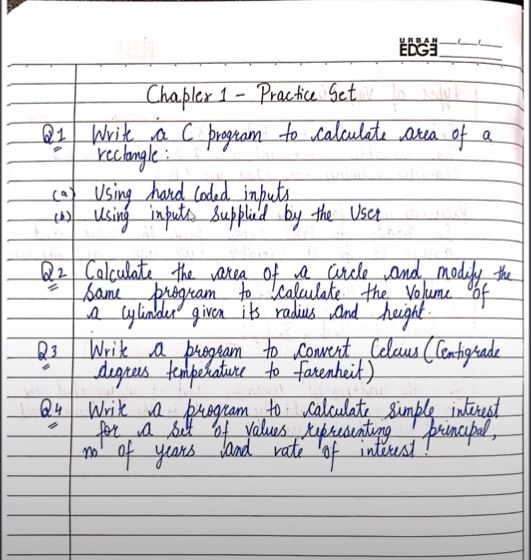 URBAN
EDGE
Chapter 1 - Practice Set
Q1 Write a C program to calculate area of a
rectangle:
(a) Using hard coded inputs
(b) Using inputs supplied by the User
Q2 Calculate the area of a Circle and modify the
Same program to calculate the Volume of
a Cylinder given its radius and height.
Q3 Write a program to convert Celcius (Centigrade
degrees temperature to farenheit)
Q4 Write a program to calculate simple interest
for a Set of values representing principal,
no of years and rate of interest.